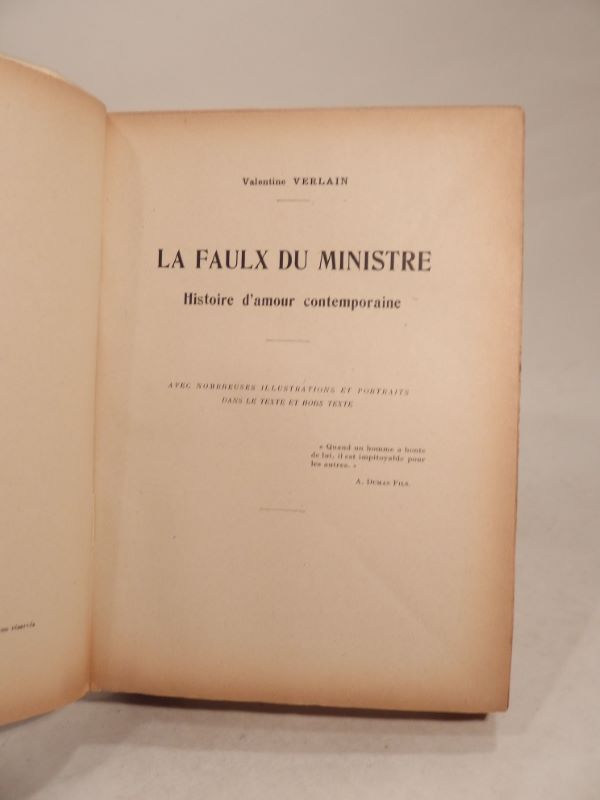 Valentine VERLAIN
LA FAULX DU MINISTRE
Histoire d'amour contemporaine
AVEC NOMBREUSES ILLUSTRATIONS ET PORTRAITS
DANS LE TEXTE ET HORS TEXTE
« Quand un homme a honte
de lui, il est impitoyable pour
les autres. »
A. DUMAS FILS.